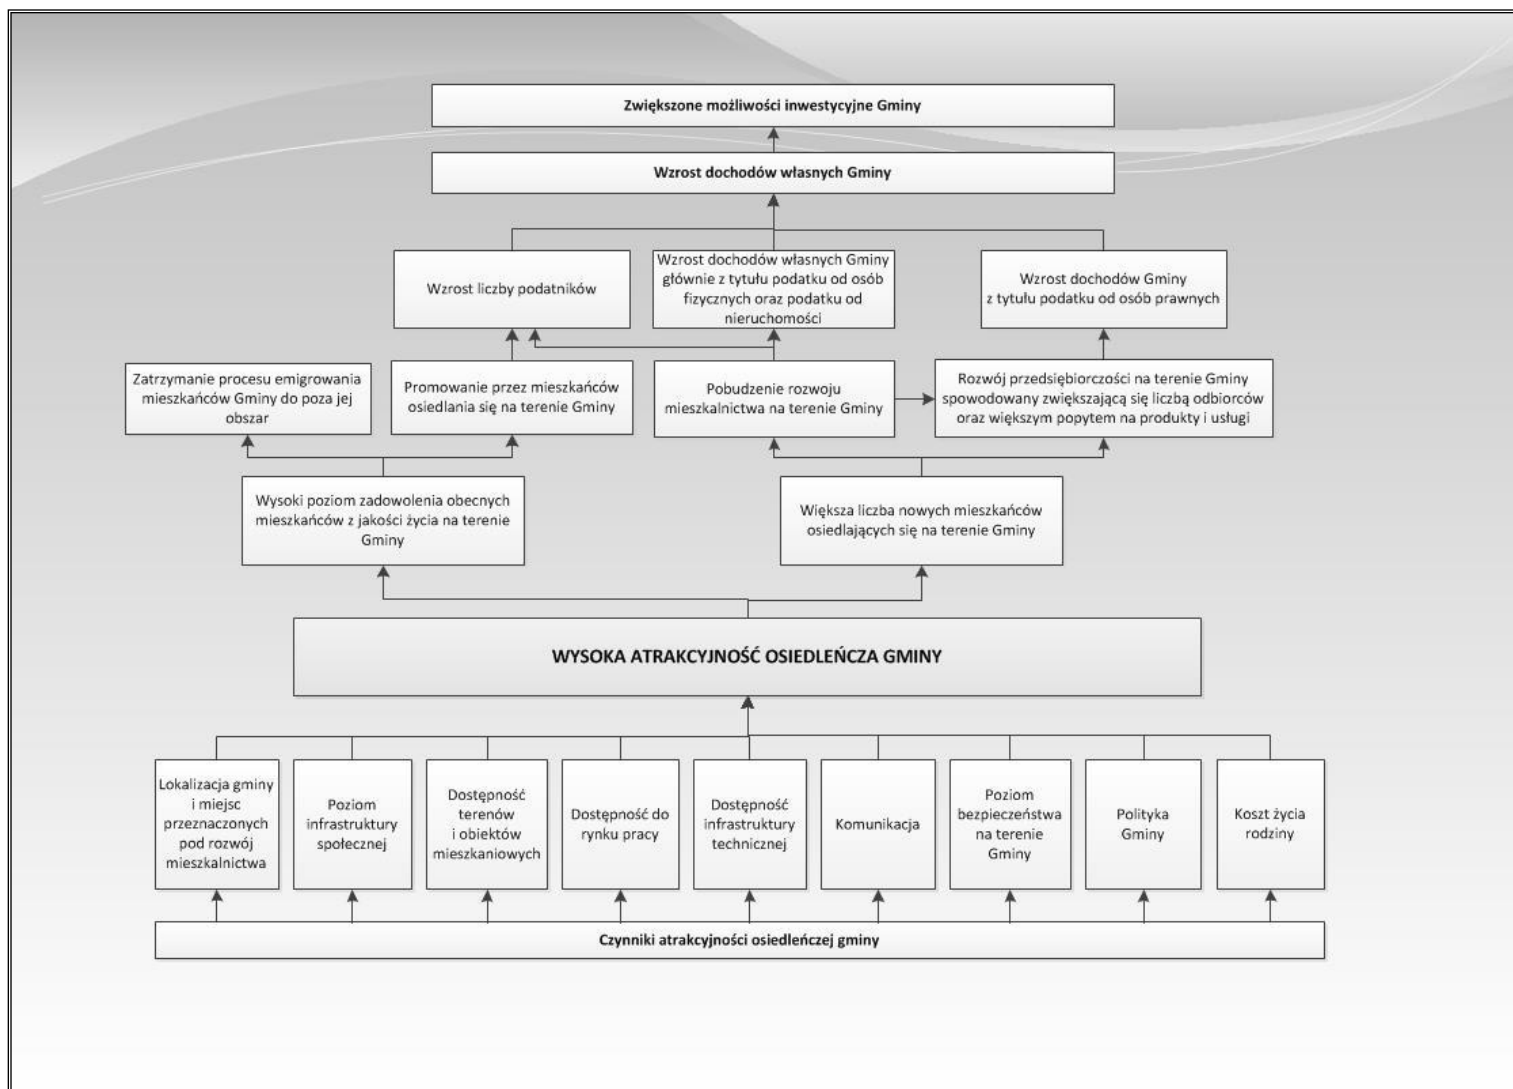 Zwiększone możliwości inwestycyjne Gminy
Wzrost dochodów własnych Gminy
Wzrost liczby podatników
Wzrost dochodów własnych Gminy
głównie z tytułu podatku od osób
fizycznych oraz podatku od
nieruchomości
Wzrost dochodów Gminy
z tytułu podatku od osób prawnych
Zatrzymanie procesu emigrowania
mieszkańców Gminy do poza jej
obszar
Promowanie przez mieszkańców
osiedlania się na terenie Gminy
Pobudzenie rozwoju
mieszkalnictwa na terenie Gminy
Rozwój przedsiębiorczości na terenie Gminy
spowodowany zwiększającą się liczbą odbiorców
oraz większym popytem na produkty i usługi
Wysoki poziom zadowolenia obecnych
mieszkańców z jakości życia na terenie
Gminy
Większa liczba nowych mieszkańców
osiedlających się na terenie Gminy
WYSOKA ATRAKCYJNOŚĆ OSIEDLEŃCZA GMINY
Lokalizacja gminy
i miejsc
przeznaczonych
pod rozwój
mieszkalnictwa
Poziom
infrastruktury
społecznej
Dostępność
terenów
i obiektów
mieszkaniowych
Dostępność do
rynku pracy
Dostępność
infrastruktury
technicznej
Komunikacja
Poziom
bezpieczeństwa
na terenie
Gminy
Polityka
Gminy
Koszt życia
rodziny
Czynniki atrakcyjności osiedleńczej gminy